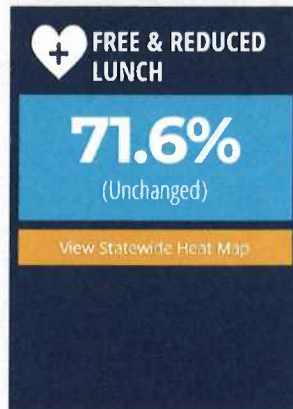 FREE & REDUCED
LUNCH
71.6%
(Unchanged)
View Statewide Heat Map